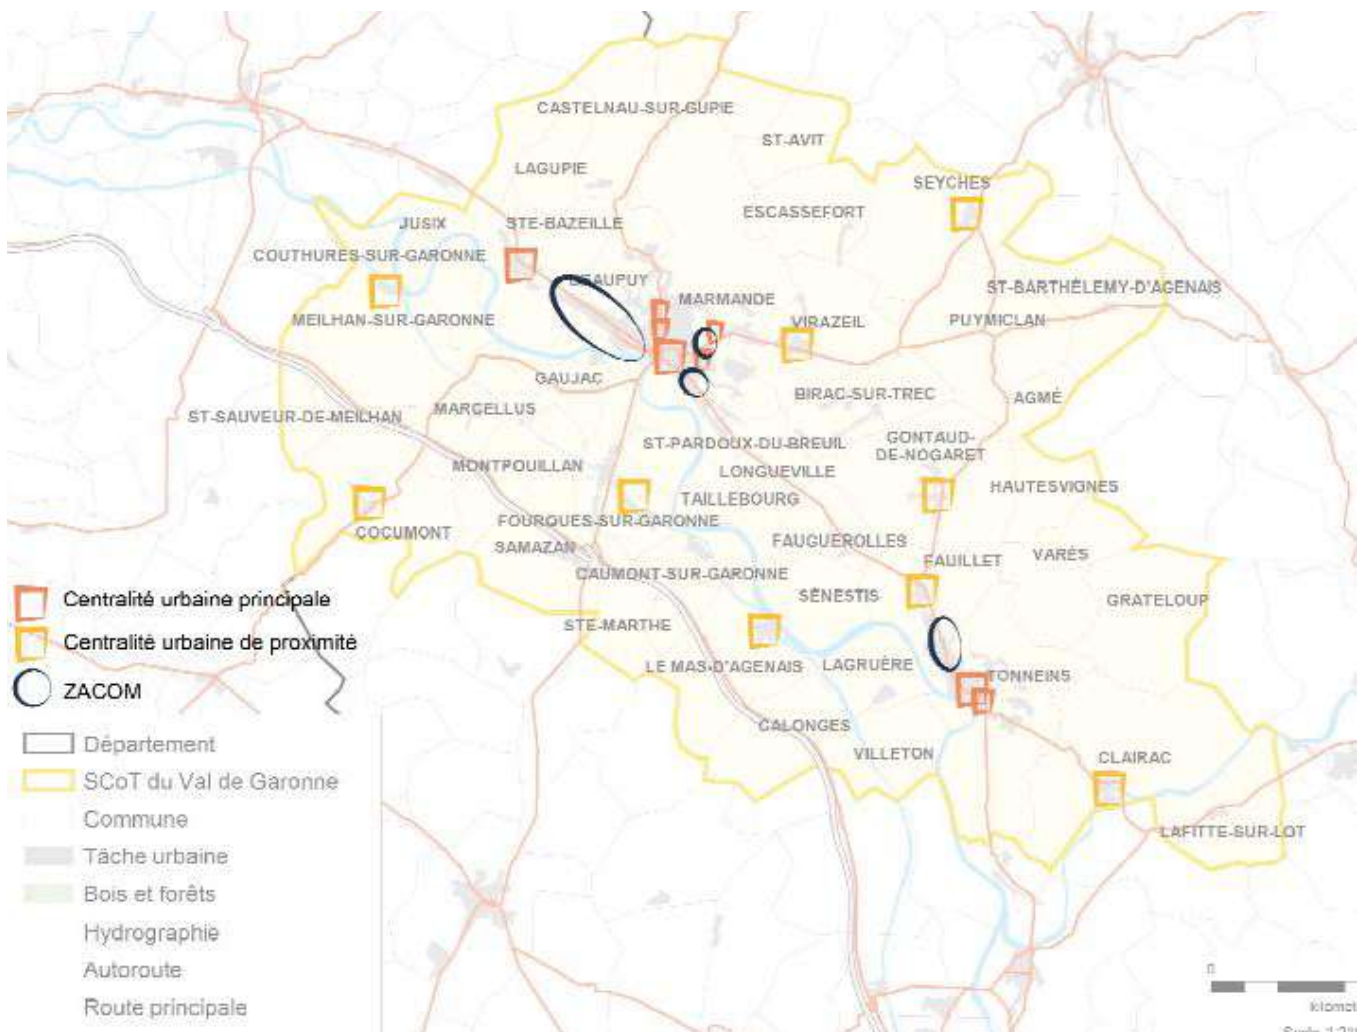 CASTELNAU-SUR-GUPIE
ST-AVIT
LAGUPIE
SEYCHES
ESCASSEFORT
JUSIX
STE-BAZEILLE
COUTHURES-SUR-GARONNE
BEAUPUY
ST-BARTHÉLEMY-D'AGENAIS
MARMANDE
MEILHAN-SUR-GARONNE
VIRAZEIL
PUYMICLAN
GAUJAC
BIRAC-SUR-TREC
AGMÉ
ST-SAUVEUR-DE-MEILHAN
MARCELLUS
ST-PARDOUX-DU-BREUIL
GONTAUD-
DE-NOGARET
MONTPOUILLAN
LONGUEVILLE
HAUTESVIGNES
TAILLEBOURG
FOURQUES-SUR-GARONNE
COCUMONT
SAMAZAN
FAUGUEROLLES
FAUILLET
VARÈS
CAUMONT-SUR-GARONNE
SÉNESTIS
GRATELOUP
STE-MARTHE
LE MAS-D'AGENAIS
LAGRUÈRE
TONNEINS
CALONGES
VILLETON
CLAIRAC
LAFITTE-SUR-LOT
Centralité urbaine principale
Centralité urbaine de proximité
ZACOM
Département
SCoT du Val de Garonne
Commune
Tâche urbaine
Bois et forêts
Hydrographie
Autoroute
Route principale